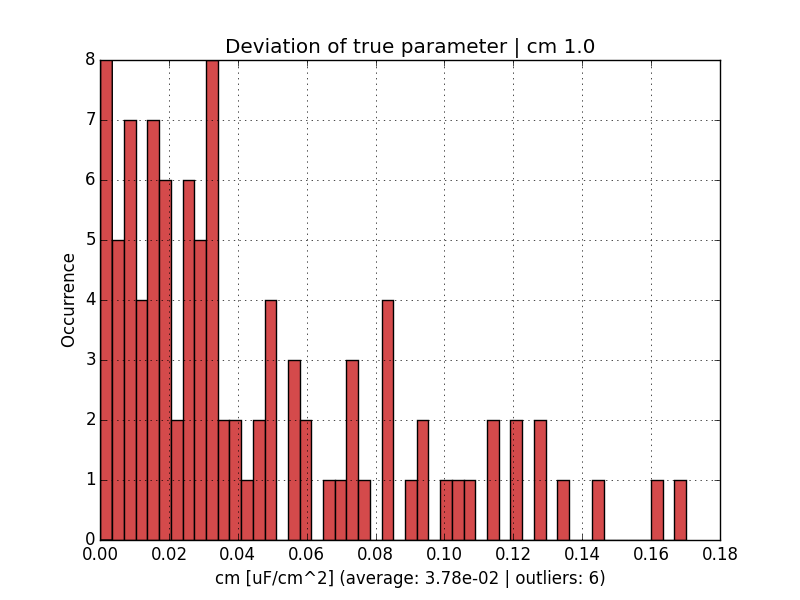 Deviation of true parameter | cm 1.0
8
7
6
5
4
3
2
1
0
Occurrence
0.00 0.02 0.04 0.06 0.08 0.10 0.12 0.14 0.16 0.18
cm [uF/cm^2] (average: 3.78e-02 | outliers: 6)